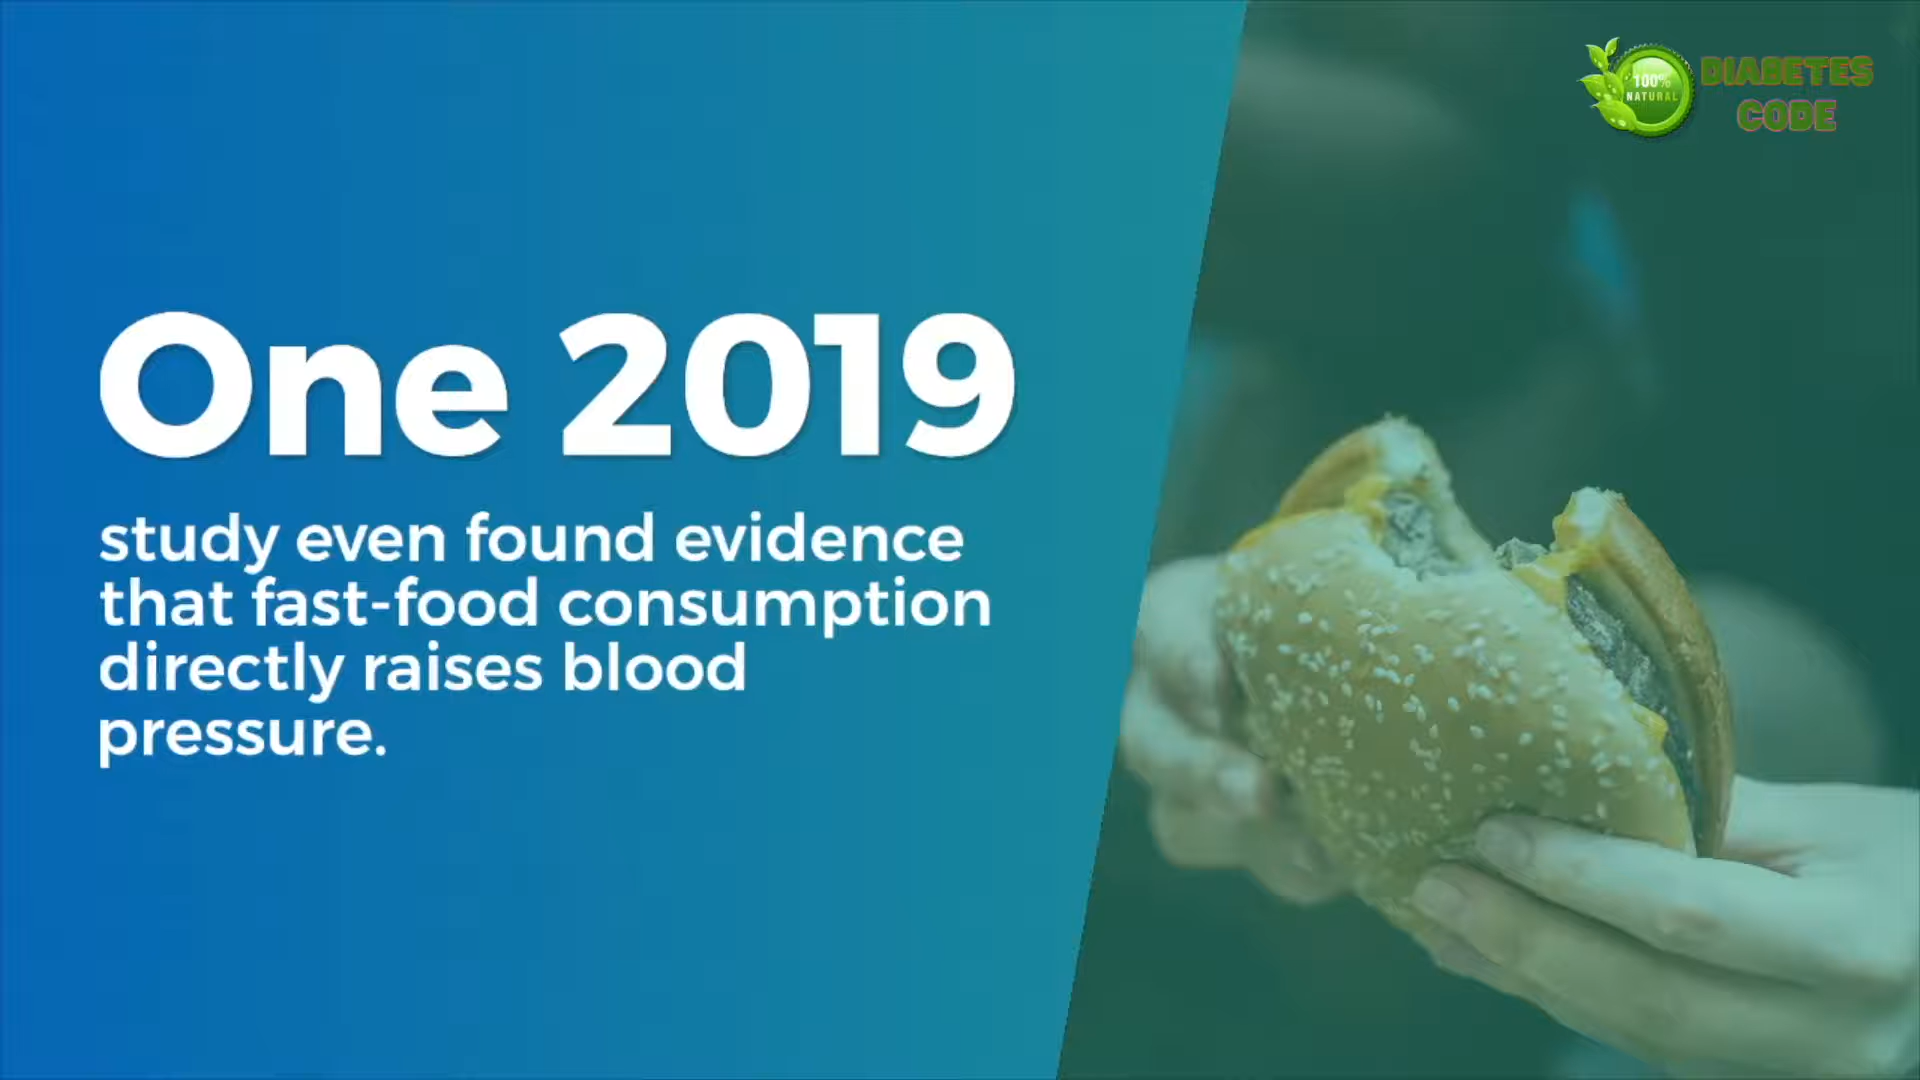 100%
NATURAL
DIABETES
CODE
One 2019
study even found evidence
that fast-food consumption
directly raises blood
pressure.